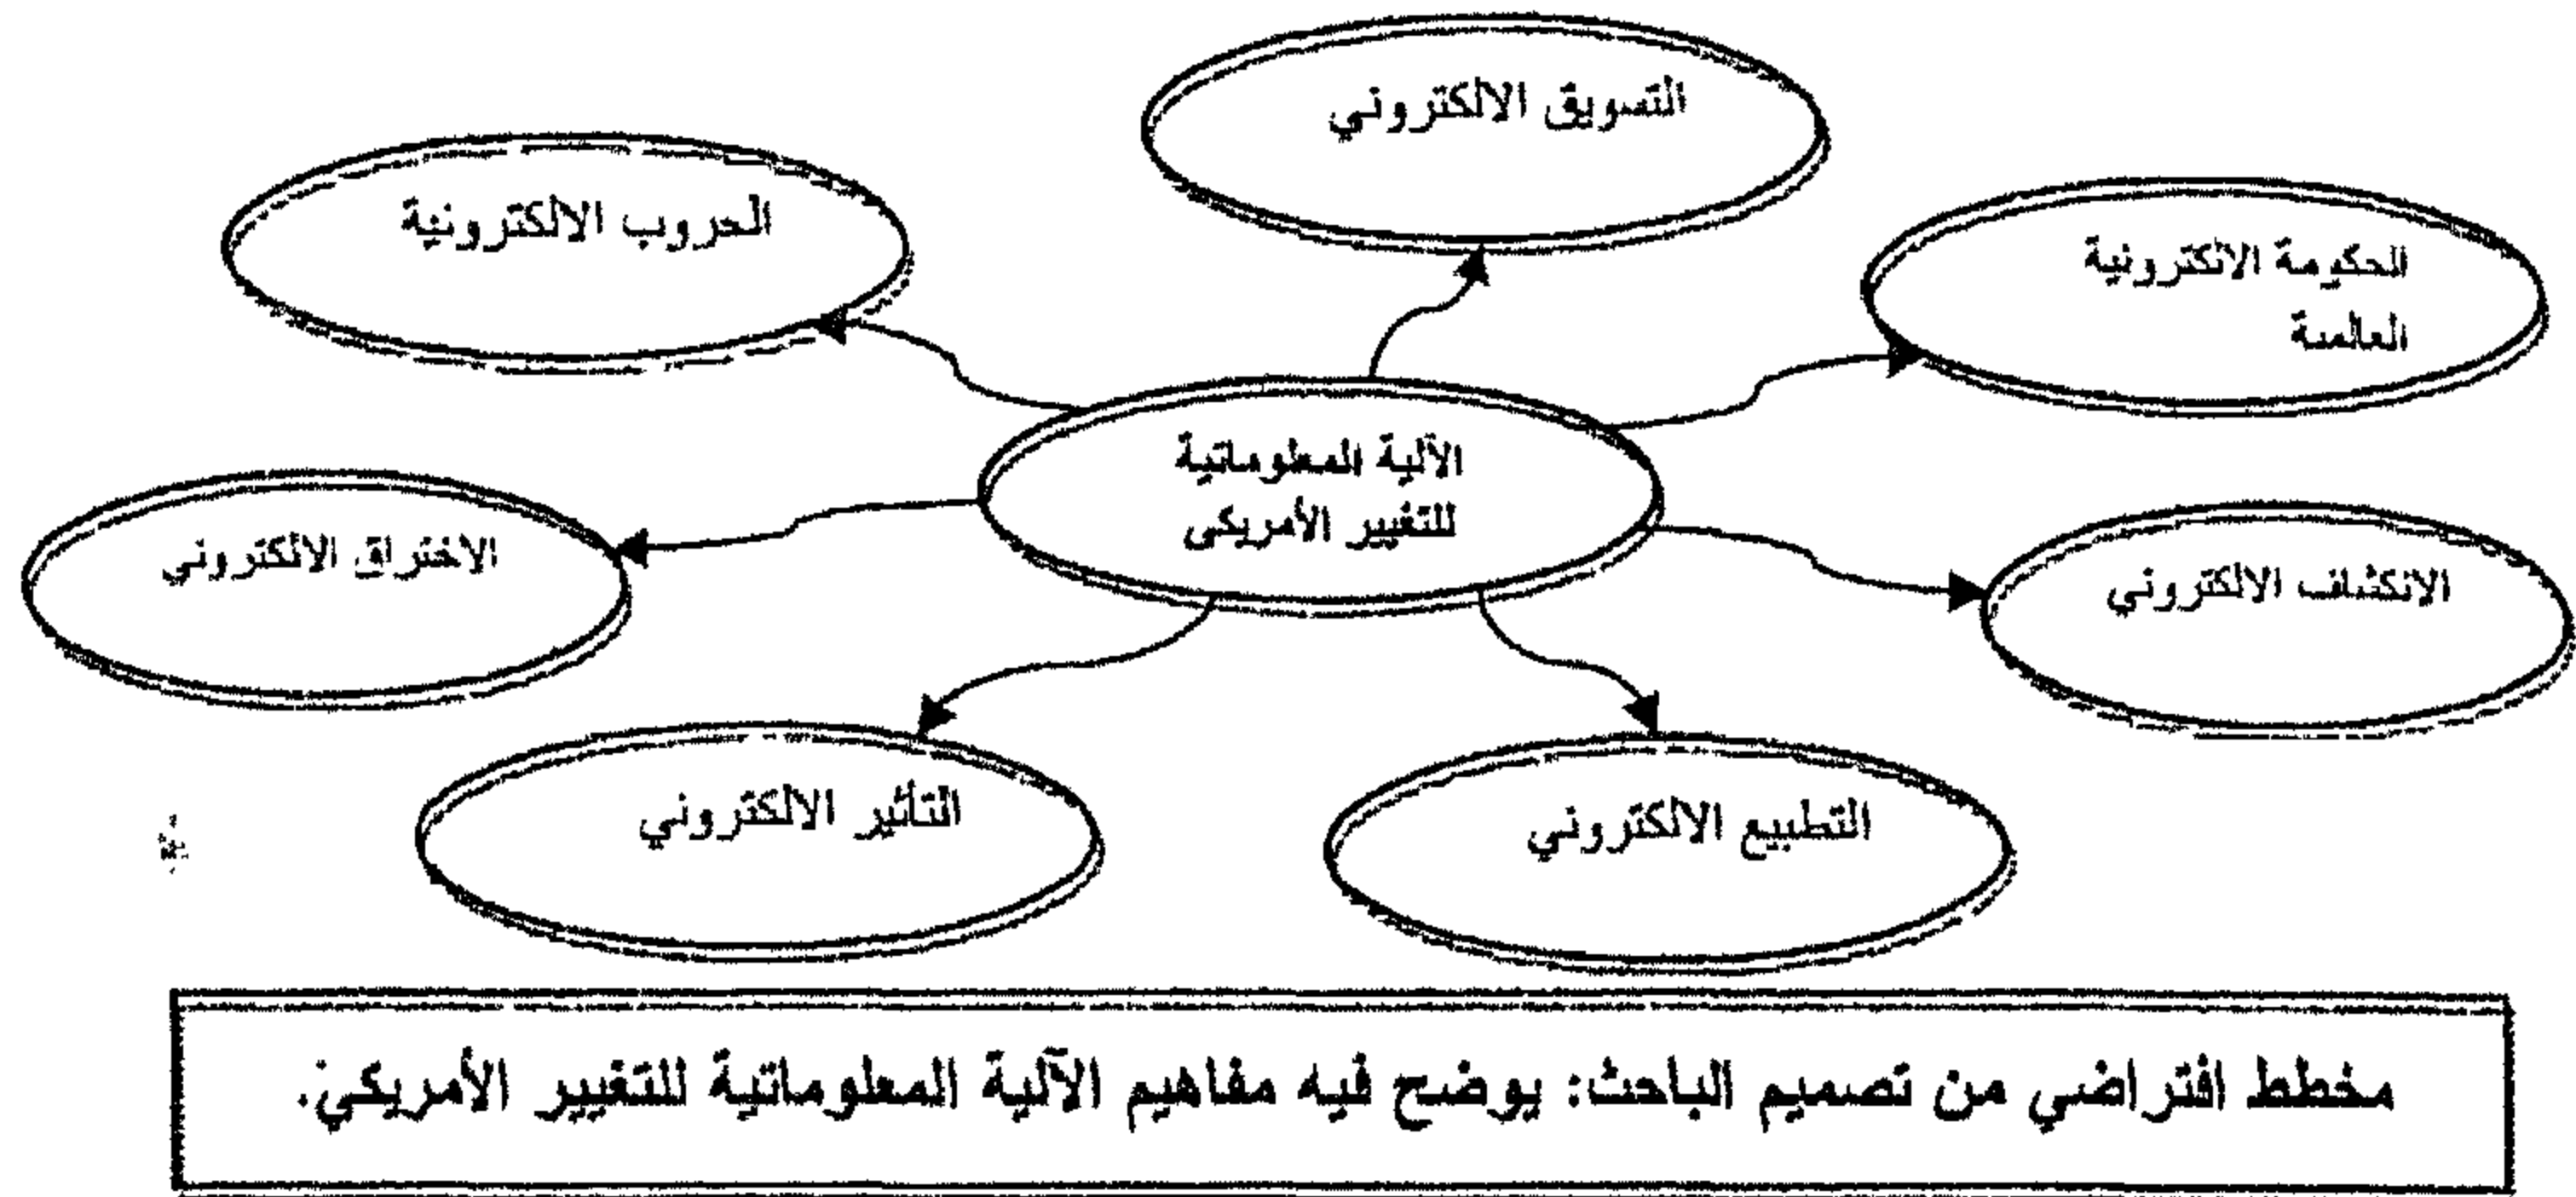 التسويق الالكتروني
الحروب الالكترونية
الحكومة الالكترونية
العالمية
الآلية المعلوماتية
للتغيير الأمريكي
الاختراق الالكتروني
الانكشاف الالكتروني
التأثير الالكتروني
التطبيع الالكتروني
مخطط افتراضي من تصميم الباحث: يوضح فيه مفاهيم الآلية المعلوماتية للتغيير الأمريكي.